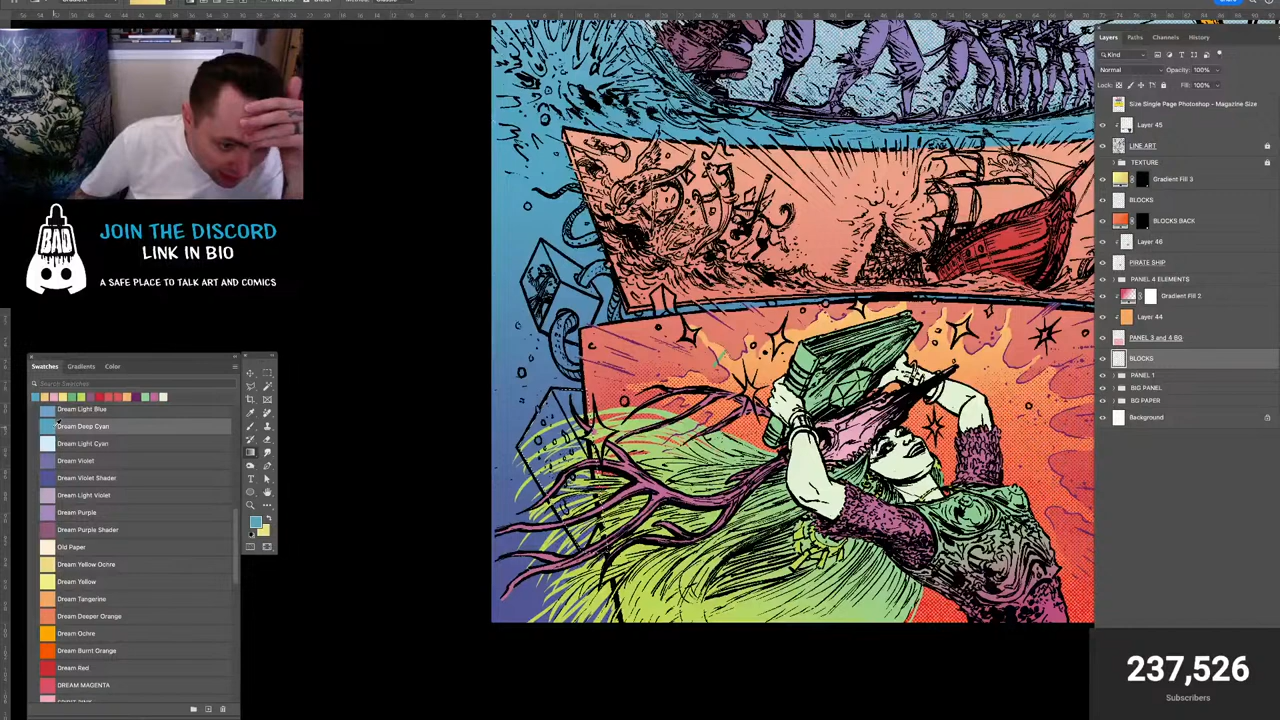 Share
Layers Paths Channels History
Kind
Normal Opacity: 100%
Lock: Fill: 100%
Size Single Page Photoshop - Magazine Size
Layer 45
LINE ART
TEXTURE
Gradient Fill 3
BLOCKS
BLOCKS BACK
Layer 46
PIRATE SHIP
PANEL 4 ELEMENTS
Gradient Fill 2
Layer 44
PANEL 3 and 4 BG
BLOCKS
PANEL 1
BIG PANEL
BG PAPER
Background
BAD
JOIN THE DISCORD
LINK IN BIO
A SAFE PLACE TO TALK ART AND COMICS
Swatches Gradients Color
Search Swatches
Dream Light Blue
Dream Deep Cyan
Dream Light Cyan
Dream Violet
Dream Violet Shader
Dream Light Violet
Dream Purple
Dream Purple Shader
Old Paper
Dream Yellow Ochre
Dream Yellow
Dream Tangerine
Dream Deeper Orange
Dream Ochre
Dream Burnt Orange
Dream Red
DREAM MAGENTA
237,526
Subscribers